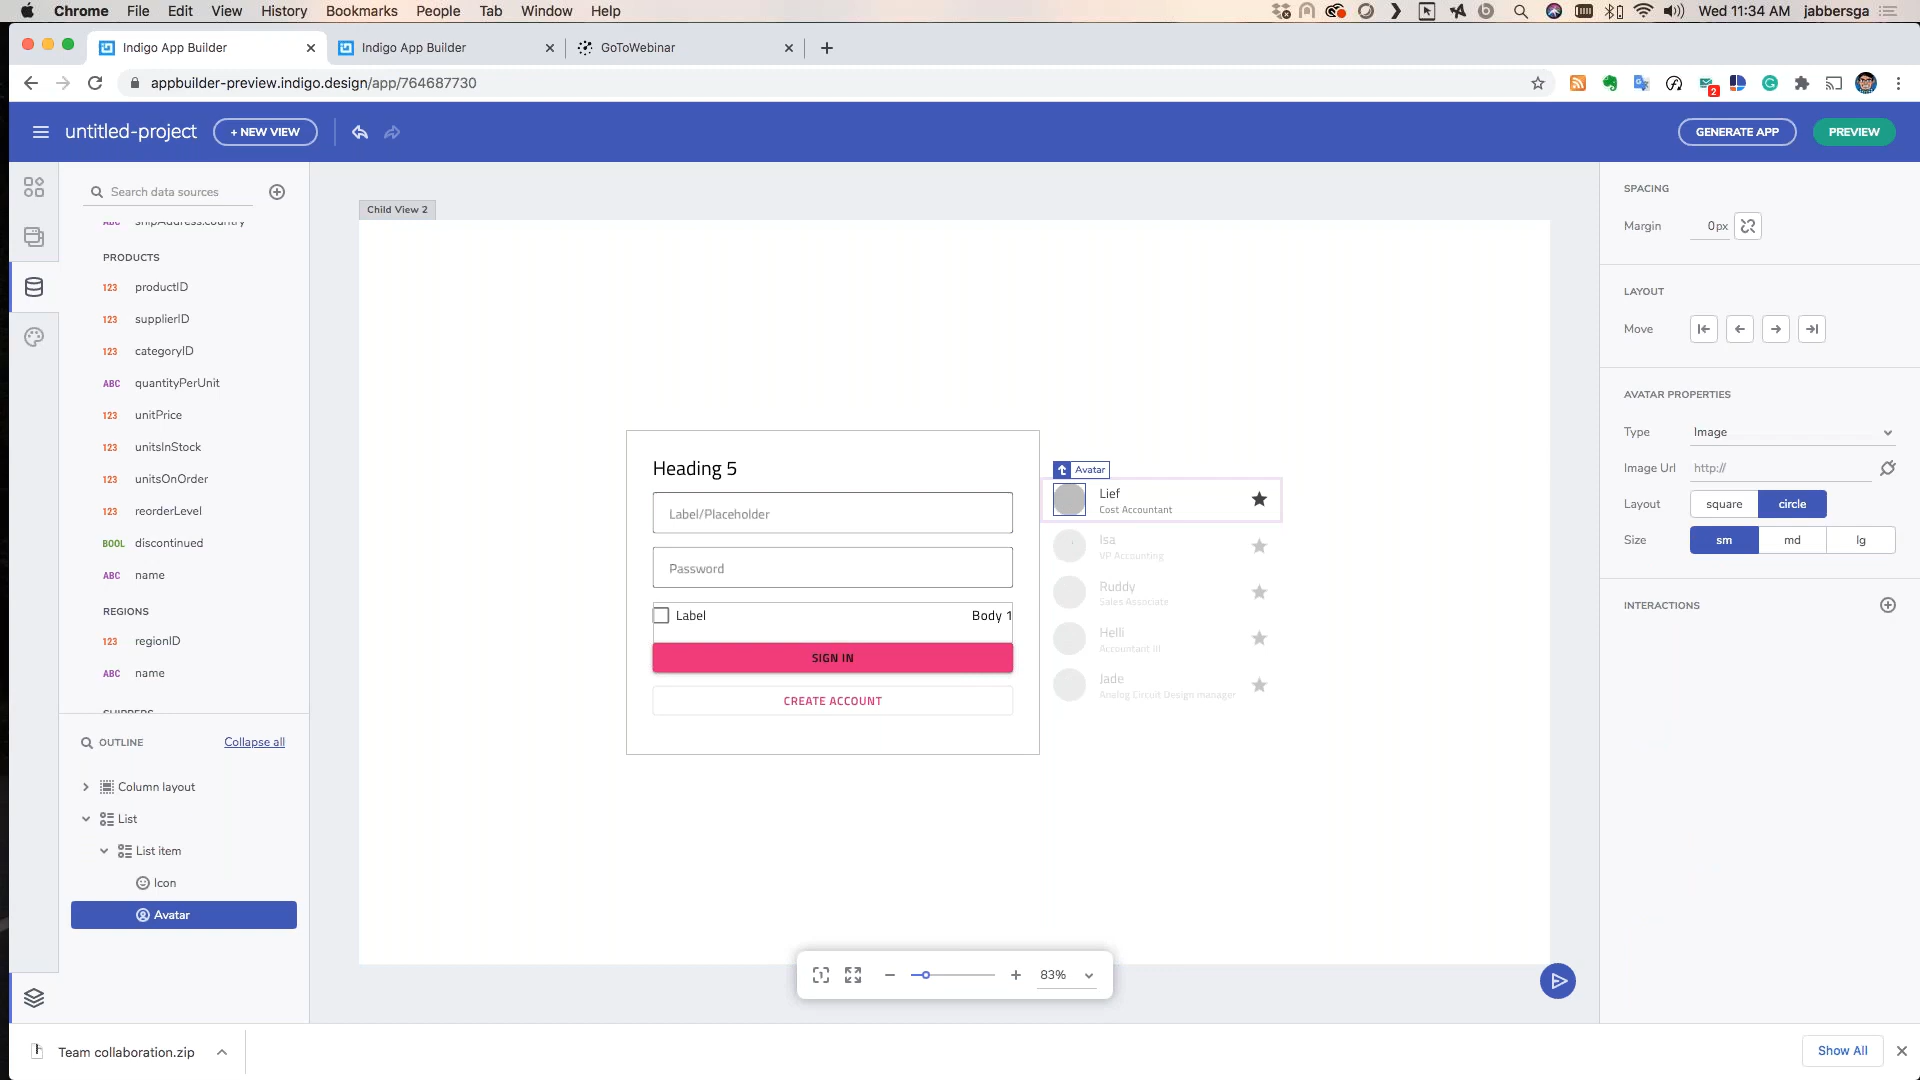 Chrome File Edit View History Bookmarks People Tab Window Help Wed 11:34 AM jabbersga
Indigo App Builder Indigo App Builder GoToWebinar
appbuilder-preview.indigo.design/app/764687730 2
untitled-project + NEW VIEW GENERATE APP PREVIEW
Search data sources
ABC shipAddress.country
PRODUCTS
123 productID
123 supplierID
123 categoryID
ABC quantityPerUnit
123 unitPrice
123 unitsInStock
123 unitsOnOrder
123 reorderLevel
BOOL discontinued
ABC name
REGIONS
123 regionID
ABC name
SHIPPERS
OUTLINE Collapse all
Column layout
List
List item
Icon
Avatar
Child View 2
Heading 5
Label/Placeholder
Password
Label Body 1
SIGN IN
CREATE ACCOUNT
Avatar
Lief
Cost Accountant
Isa
VP Accounting
Ruddy
Sales Associate
Helli
Accountant III
Jade
Analog Circuit Design manager
83%
SPACING
Margin 0px
LAYOUT
Move
AVATAR PROPERTIES
Type Image
Image Url http://
Layout square circle
Size sm md lg
INTERACTIONS
Team collaboration.zip Show All